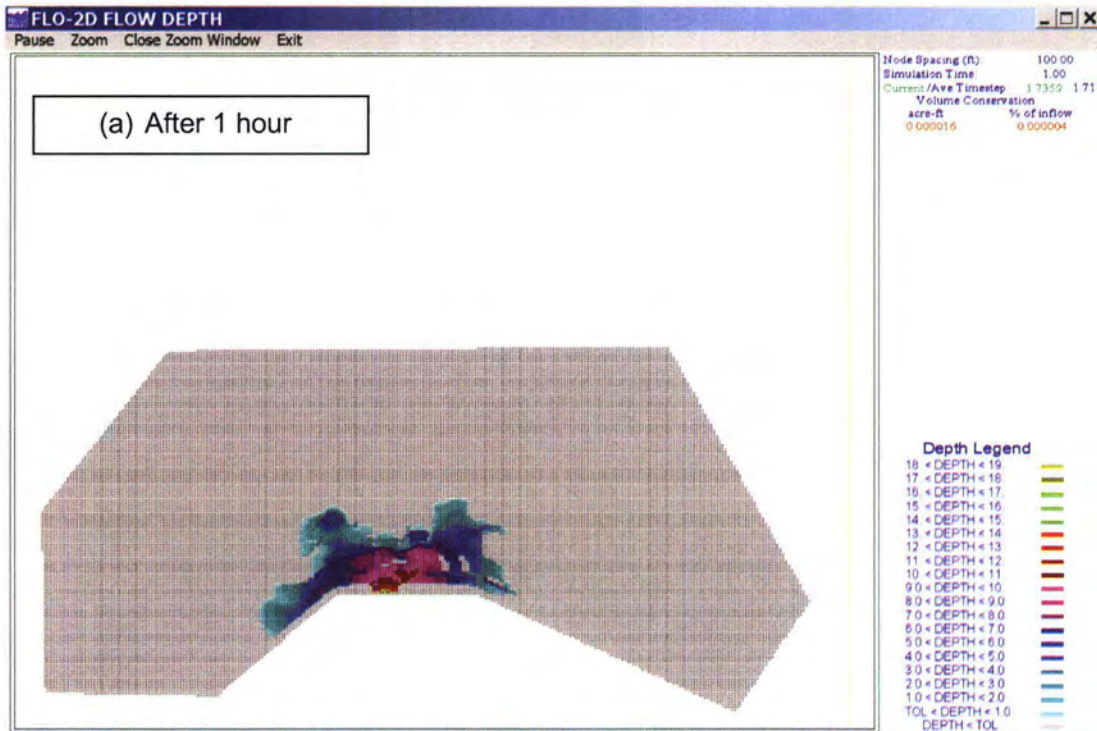 FLO-2D FLOW DEPTH
Pause Zoom Close Zoom Window Exit
(a) After 1 hour
Node Spacing (ft): 100.00
Simulation Time: 1.00
Current/Ave Timestep 1.7359 1.71
Volume Conservation
acre-ft % of inflow
0.000016 0.000004
Depth Legend
18. < DEPTH < 19.
17. < DEPTH < 18.
16. < DEPTH < 17.
15 < DEPTH < 16.
14 < DEPTH < 15.
13 < DEPTH < 14
12 < DEPTH < 13
11. < DEPTH < 12.
10 < DEPTH < 11
9.0 < DEPTH < 10.
8.0 < DEPTH < 9.0
7.0 < DEPTH < 8.0
6.0 < DEPTH < 7.0
5.0 < DEPTH < 6.0
4.0 < DEPTH < 5.0
3.0 < DEPTH < 4.0
2.0 < DEPTH < 3.0
1.0 < DEPTH < 2.0
TOL < DEPTH < 1.0
DEPTH < TOL